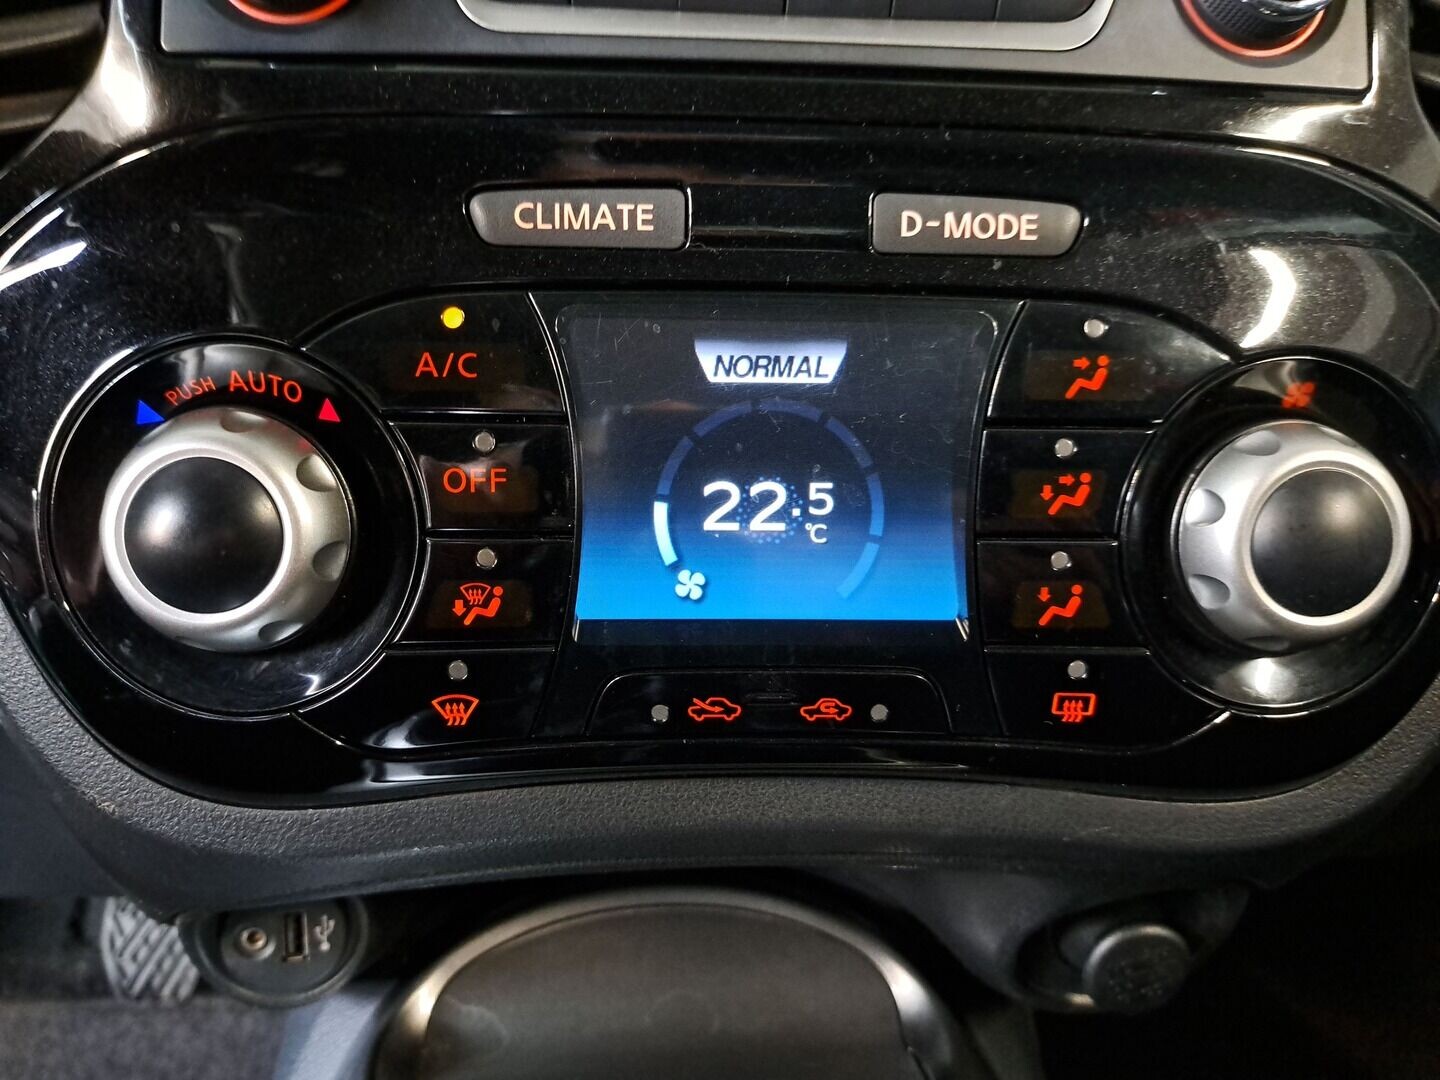 CLIMATE
D-MODE
PUSH AUTO
A/C
OFF
NORMAL
22.5
°C